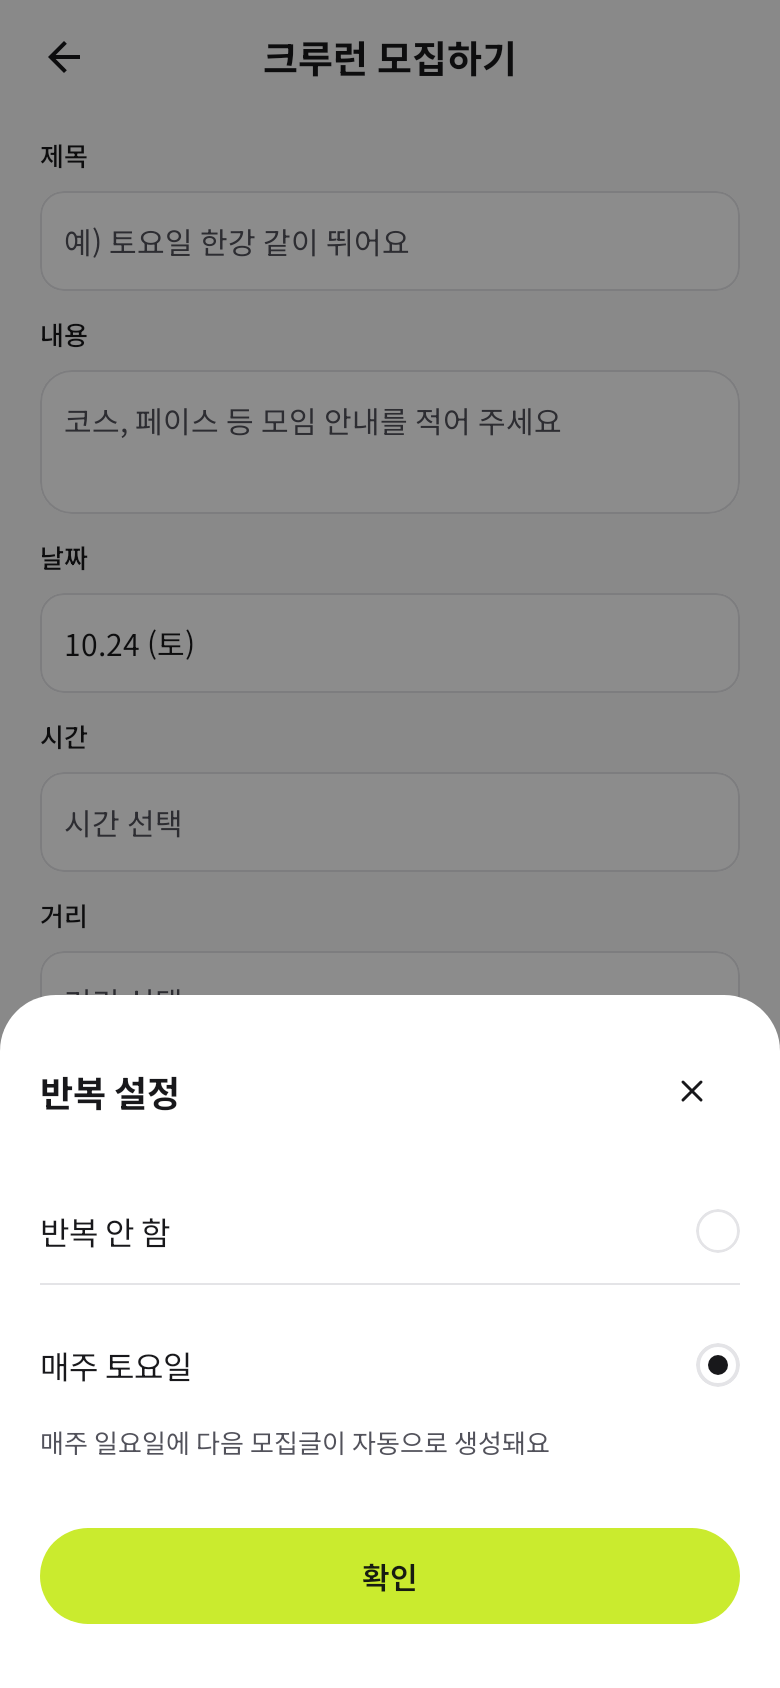 크루런 모집하기
제목
예) 토요일 한강 같이 뛰어요
내용
코스, 페이스 등 모임 안내를 적어 주세요
날짜
10.24 (토)
시간
시간 선택
거리
반복 설정
반복 안 함
매주 토요일
매주 일요일에 다음 모집글이 자동으로 생성돼요
확인